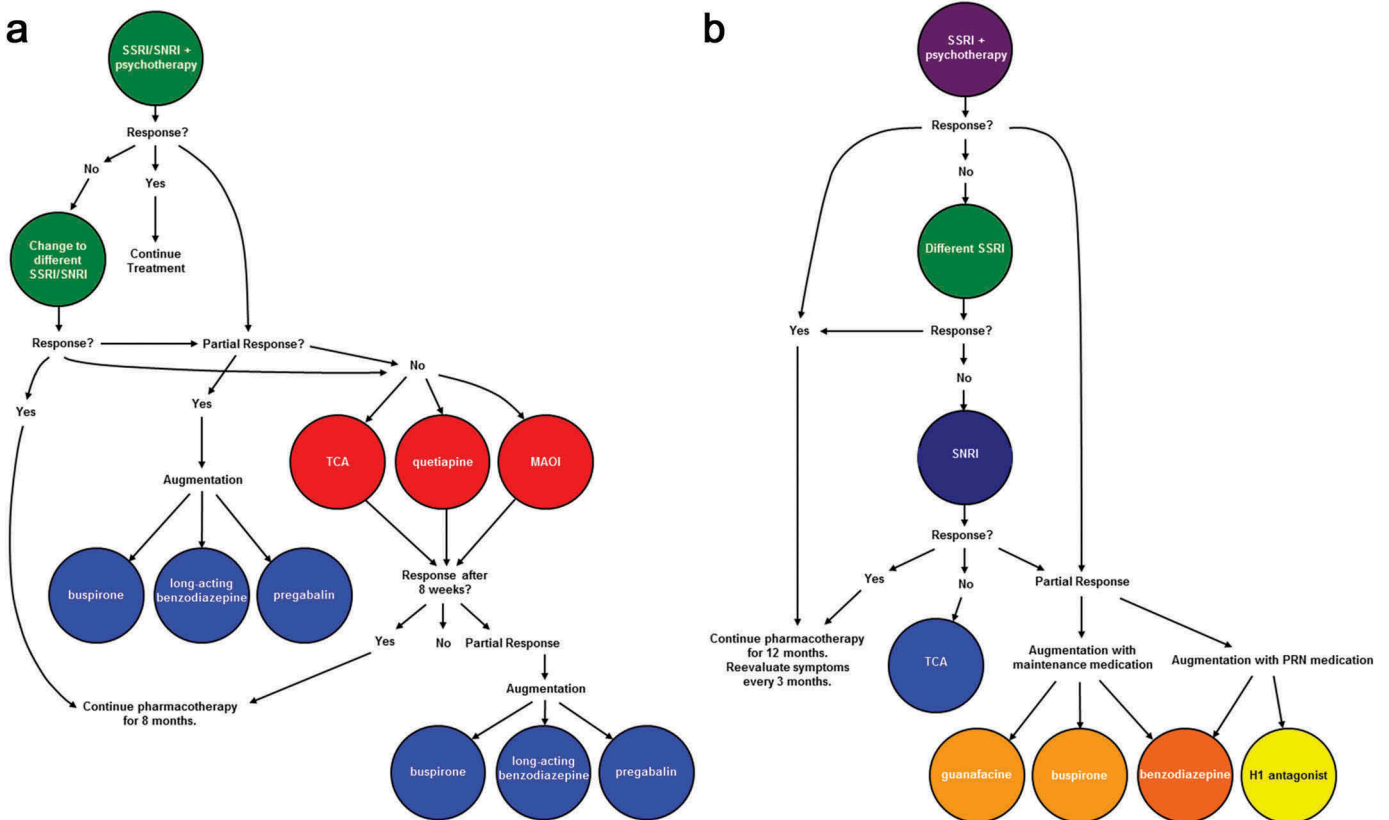 a
SSRI/SNRI +
psychotherapy
Response?
No
Yes
Change to
different
SSRI/SNRI
Continue
Treatment
Response?
Partial Response?
No
Yes
Yes
TCA
quetiapine
MAOI
Augmentation
buspirone
long-acting
benzodiazepine
pregabalin
Response after
8 weeks?
Yes
No
Partial Response
Continue pharmacotherapy
for 8 months.
Augmentation
buspirone
long-acting
benzodiazepine
pregabalin
b
SSRI +
psychotherapy
Response?
No
Different SSRI
Yes
Response?
No
SNRI
Response?
Yes
No
Partial Response
Continue pharmacotherapy
for 12 months.
Reevaluate symptoms
every 3 months.
TCA
Augmentation with
maintenance medication
Augmentation with PRN medication
guanafacine
buspirone
benzodiazepine
H1 antagonist